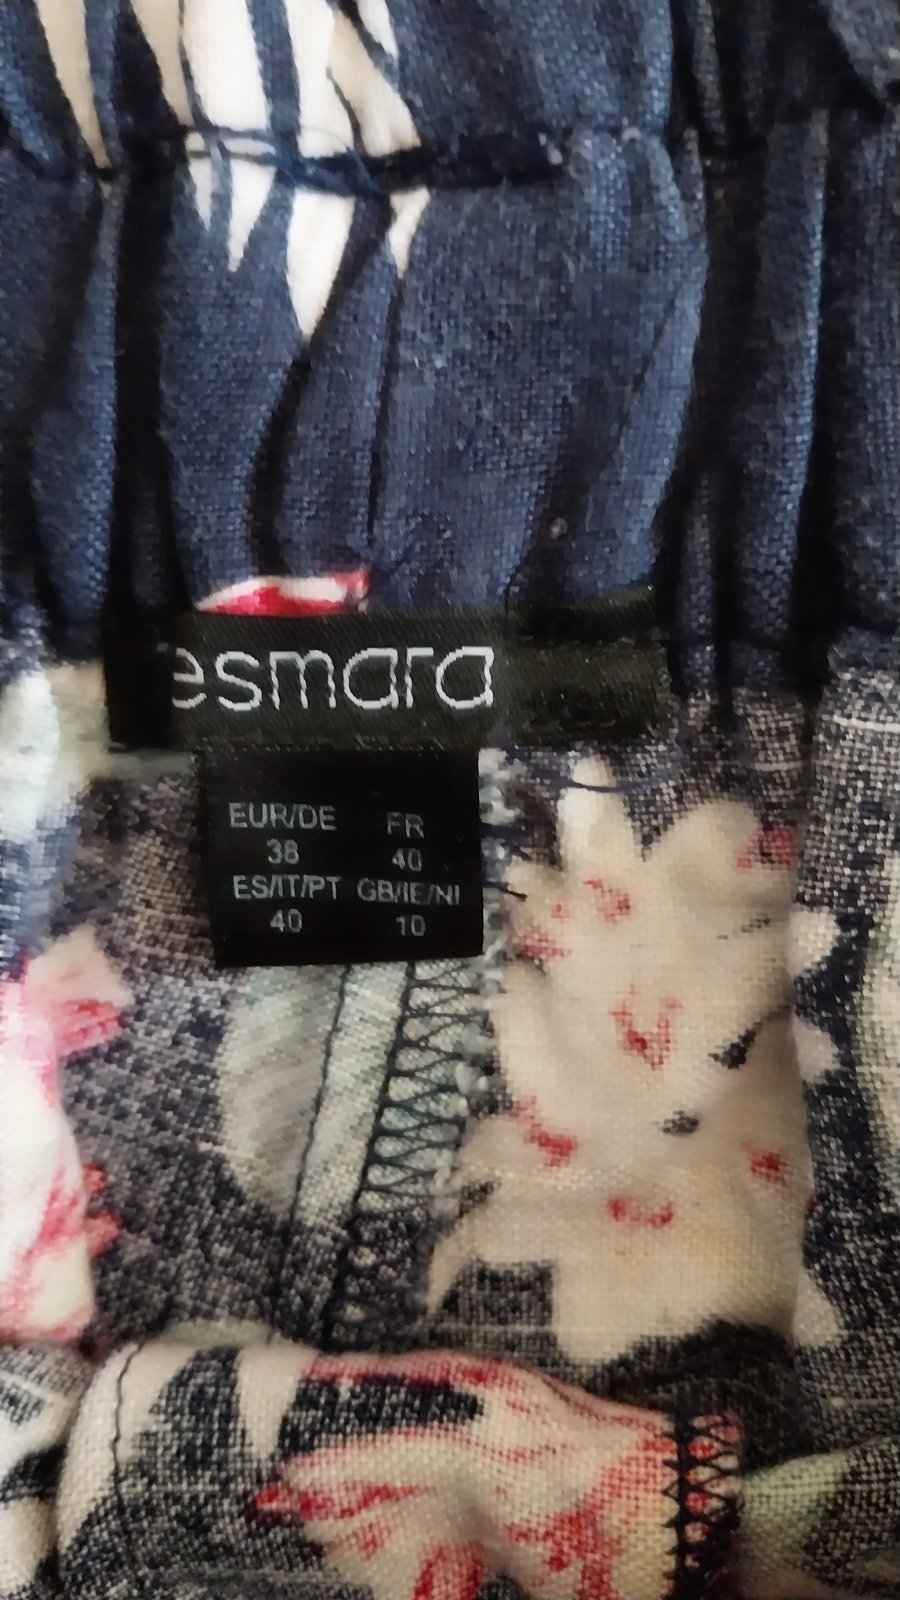 esmara
EUR/DE FR
38 40
ES/IT/PT GB/IE/NI
40 10